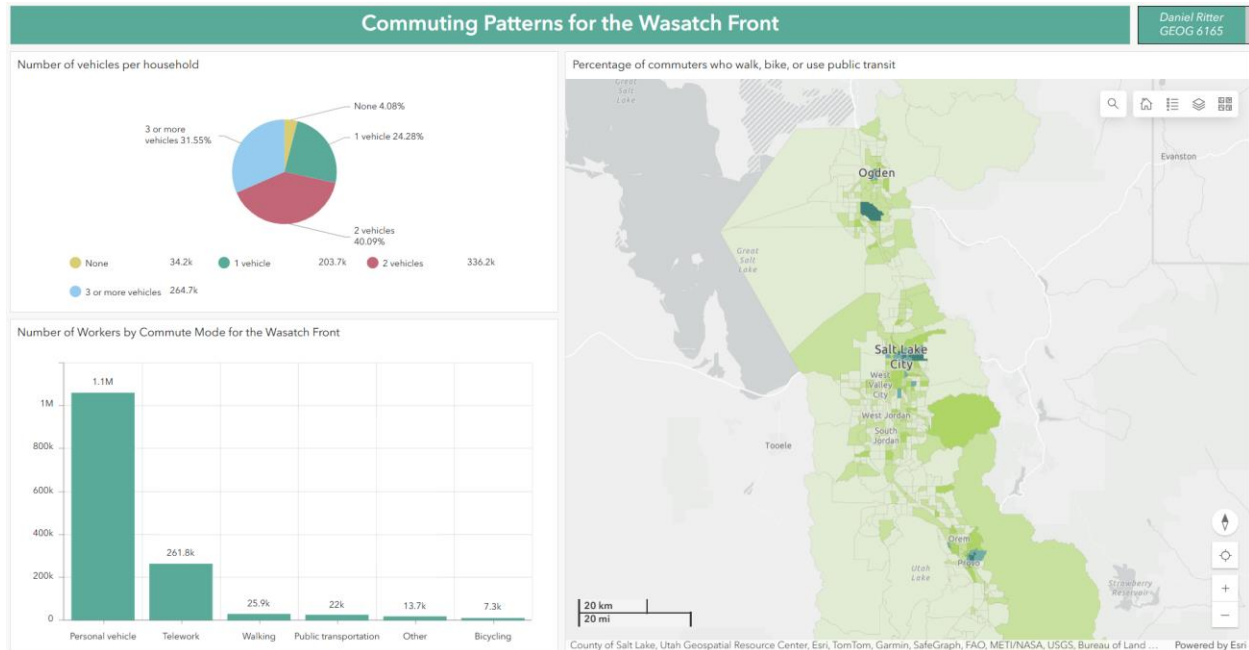 Commuting Patterns for the Wasatch Front
Daniel Ritter
GEOG 6165
Number of vehicles per household
None 4.08%
1 vehicle 24.28%
3 or more
vehicles 31.55%
2 vehicles
40.09%
None 34.2k 1 vehicle 203.7k 2 vehicles 336.2k
3 or more vehicles 264.7k
Number of Workers by Commute Mode for the Wasatch Front
1M
800k
600k
400k
200k
0
1.1M
261.8k
25.9k
22k
13.7k
7.3k
Personal vehicle Telework Walking Public transportation Other Bicycling
Percentage of commuters who walk, bike, or use public transit
Great
Salt
Lake
Evanston
Ogden
Great
Salt
Lake
Salt Lake
City
West
Valley
City
West Jordan
South
Jordan
Tooele
Orem
Provo
Utah
Lake
Strawberry
Reservoir
20 km
20 mi
County of Salt Lake, Utah Geospatial Resource Center, Esri, TomTom, Garmin, SafeGraph, FAO, METI/NASA, USGS, Bureau of Land ... Powered by Esri